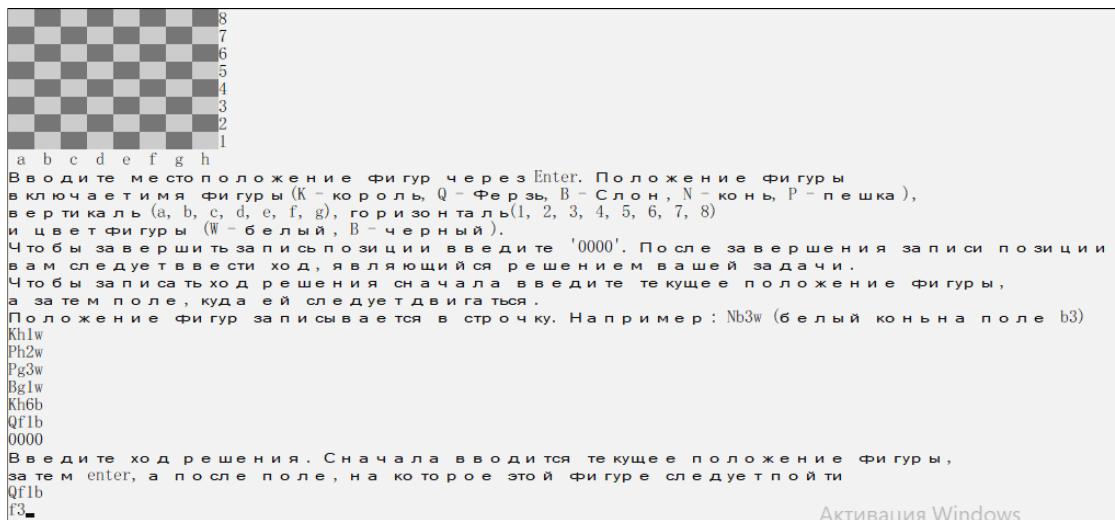 8
7
6
5
4
3
2
1
a b c d e f g h
Вводите местоположение фигур через Enter. Положение фигуры
включает имя фигуры (K - король, Q - Ферзь, B - Слон, N - конь, P - пешка),
вертикаль (a, b, c, d, e, f, g), горизонталь(1, 2, 3, 4, 5, 6, 7, 8)
и цвет фигуры (W - белый, B - черный).
Чтобы завершить запись позиции введите '0000'. После завершения записи позиции
вам следует ввести ход, являющийся решением вашей задачи.
Чтобы записать ход решения сначала введите текущее положение фигуры,
а затем поле, куда ей следует двигаться.
Положение фигур записывается в строчку. Например: Nb3w (белый конь на поле b3)
Kh1w
Ph2w
Pg3w
Bg1w
Kh6b
Qf1b
0000
Введите ход решения. Сначала вводится текущее положение фигуры,
затем enter, а после поле, на которое этой фигуре следует пойти
Qf1b
f3
Активация Windows